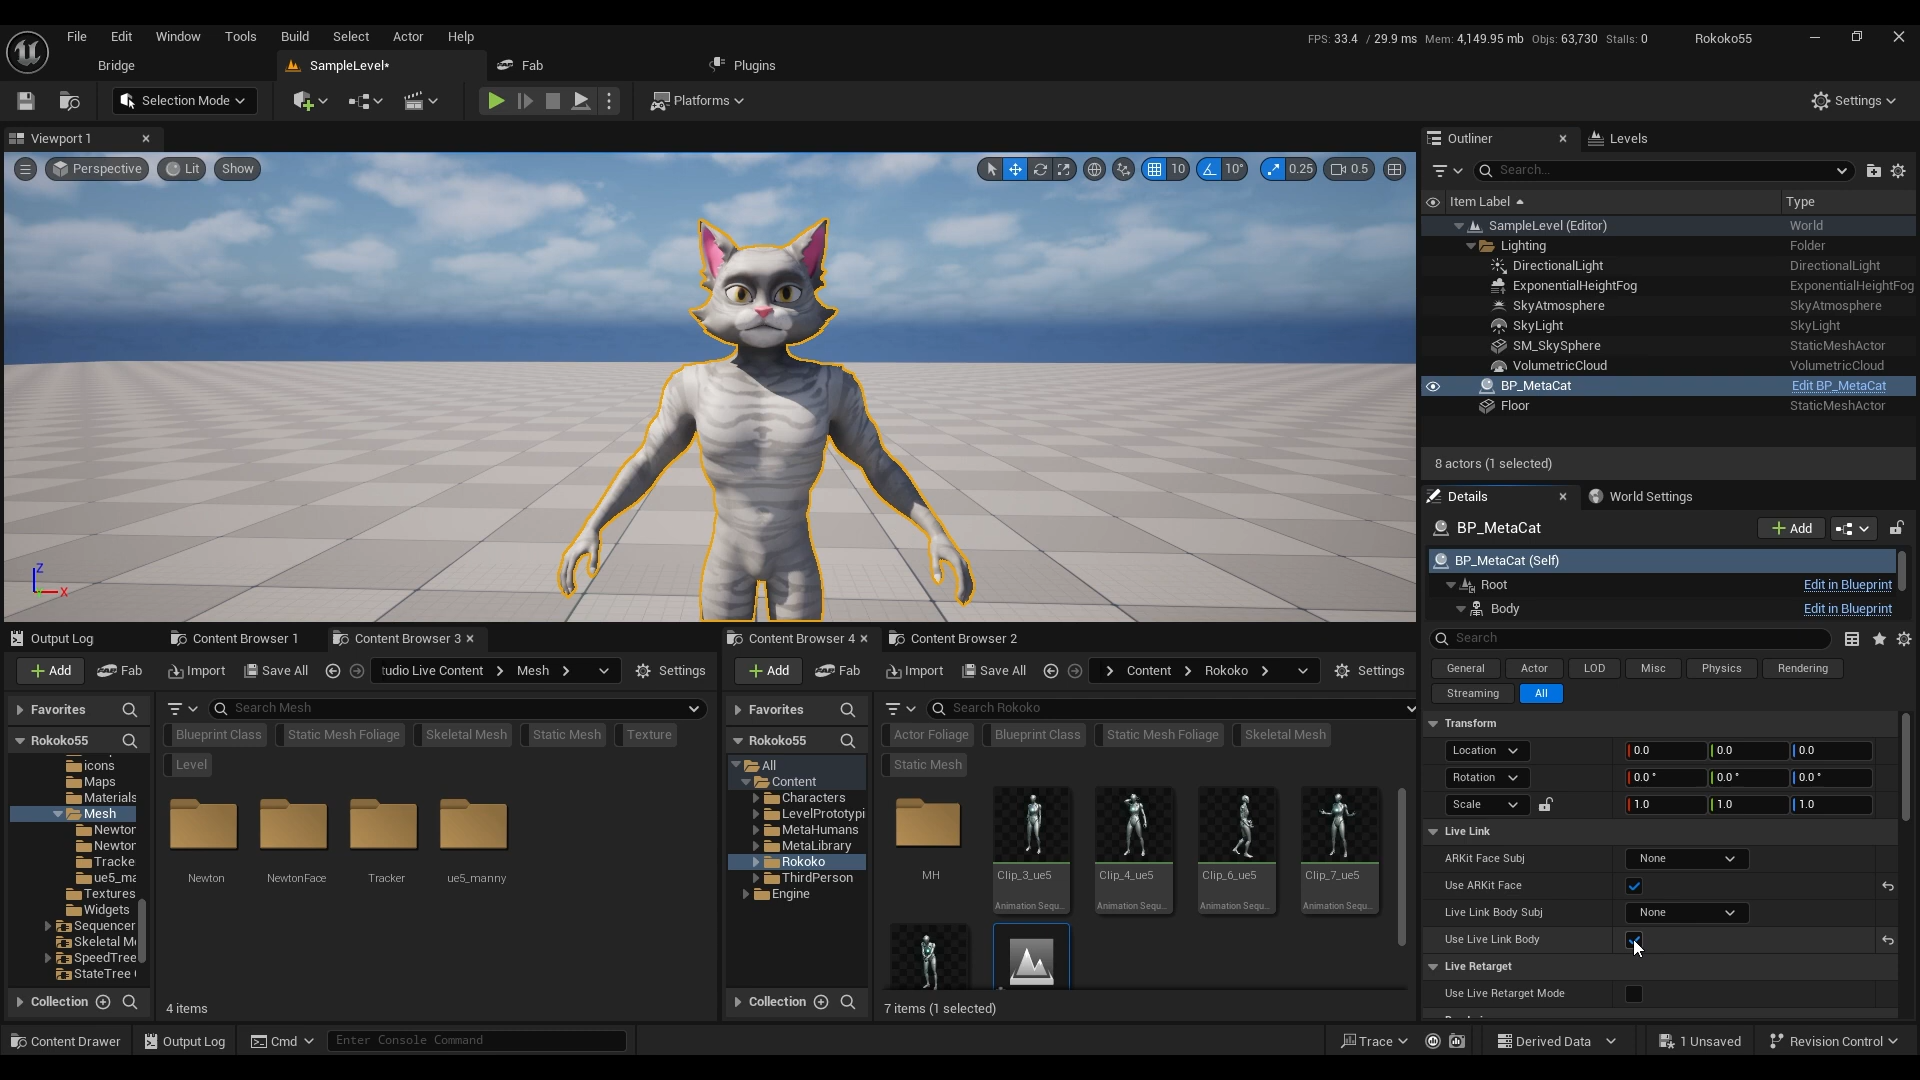 File Edit Window Tools Build Select Actor Help
FPS: 33.4 / 29.9 ms Mem: 4,149.95 mb Objs: 63,730 Stalls: 0 Rokoko55
Bridge SampleLevel* Fab Plugins
Selection Mode Platforms Settings
Viewport 1
Perspective Lit Show
10 10° 0.25 0.5
Z
X
Outliner Levels
Search...
Item Label Type
SampleLevel (Editor) World
Lighting Folder
DirectionalLight DirectionalLight
ExponentialHeightFog ExponentialHeightFog
SkyAtmosphere SkyAtmosphere
SkyLight SkyLight
SM_SkySphere StaticMeshActor
VolumetricCloud VolumetricCloud
BP_MetaCat Edit BP_MetaCat
Floor StaticMeshActor
8 actors (1 selected)
Details World Settings
BP_MetaCat Add
BP_MetaCat (Self)
Root Edit in Blueprint
Body Edit in Blueprint
Search
General Actor LOD Misc Physics Rendering
Streaming All
Transform
Location 0.0 0.0 0.0
Rotation 0.0 ° 0.0 ° 0.0 °
Scale 1.0 1.0 1.0
Live Link
ARKit Face Subj None
Use ARKit Face
Live Link Body Subj None
Use Live Link Body
Live Retarget
Use Live Retarget Mode
Output Log Content Browser 1 Content Browser 3
Add Fab Import Save All tudio Live Content Mesh Settings
Favorites
Search Mesh
Rokoko55
Blueprint Class Static Mesh Foliage Skeletal Mesh Static Mesh Texture
Level
icons
Maps
Materials
Mesh
Newton
Newton
Tracke
ue5_ma
Textures
Widgets
Sequencer
Skeletal M
SpeedTree
StateTree
Newton NewtonFace Tracker ue5_manny
Collection
4 items
Content Browser 4 Content Browser 2
Add Fab Import Save All Content Rokoko Settings
Favorites
Search Rokoko
Rokoko55
Actor Foliage Blueprint Class Static Mesh Foliage Skeletal Mesh
Static Mesh
All
Content
Characters
LevelPrototypi
MetaHumans
MetaLibrary
Rokoko
ThirdPerson
Engine
MH Clip_3_ue5 Clip_4_ue5 Clip_6_ue5 Clip_7_ue5
Animation Sequ... Animation Sequ... Animation Sequ... Animation Sequ...
Collection
7 items (1 selected)
Content Drawer Output Log Cmd Enter Console Command Trace Derived Data 1 Unsaved Revision Control